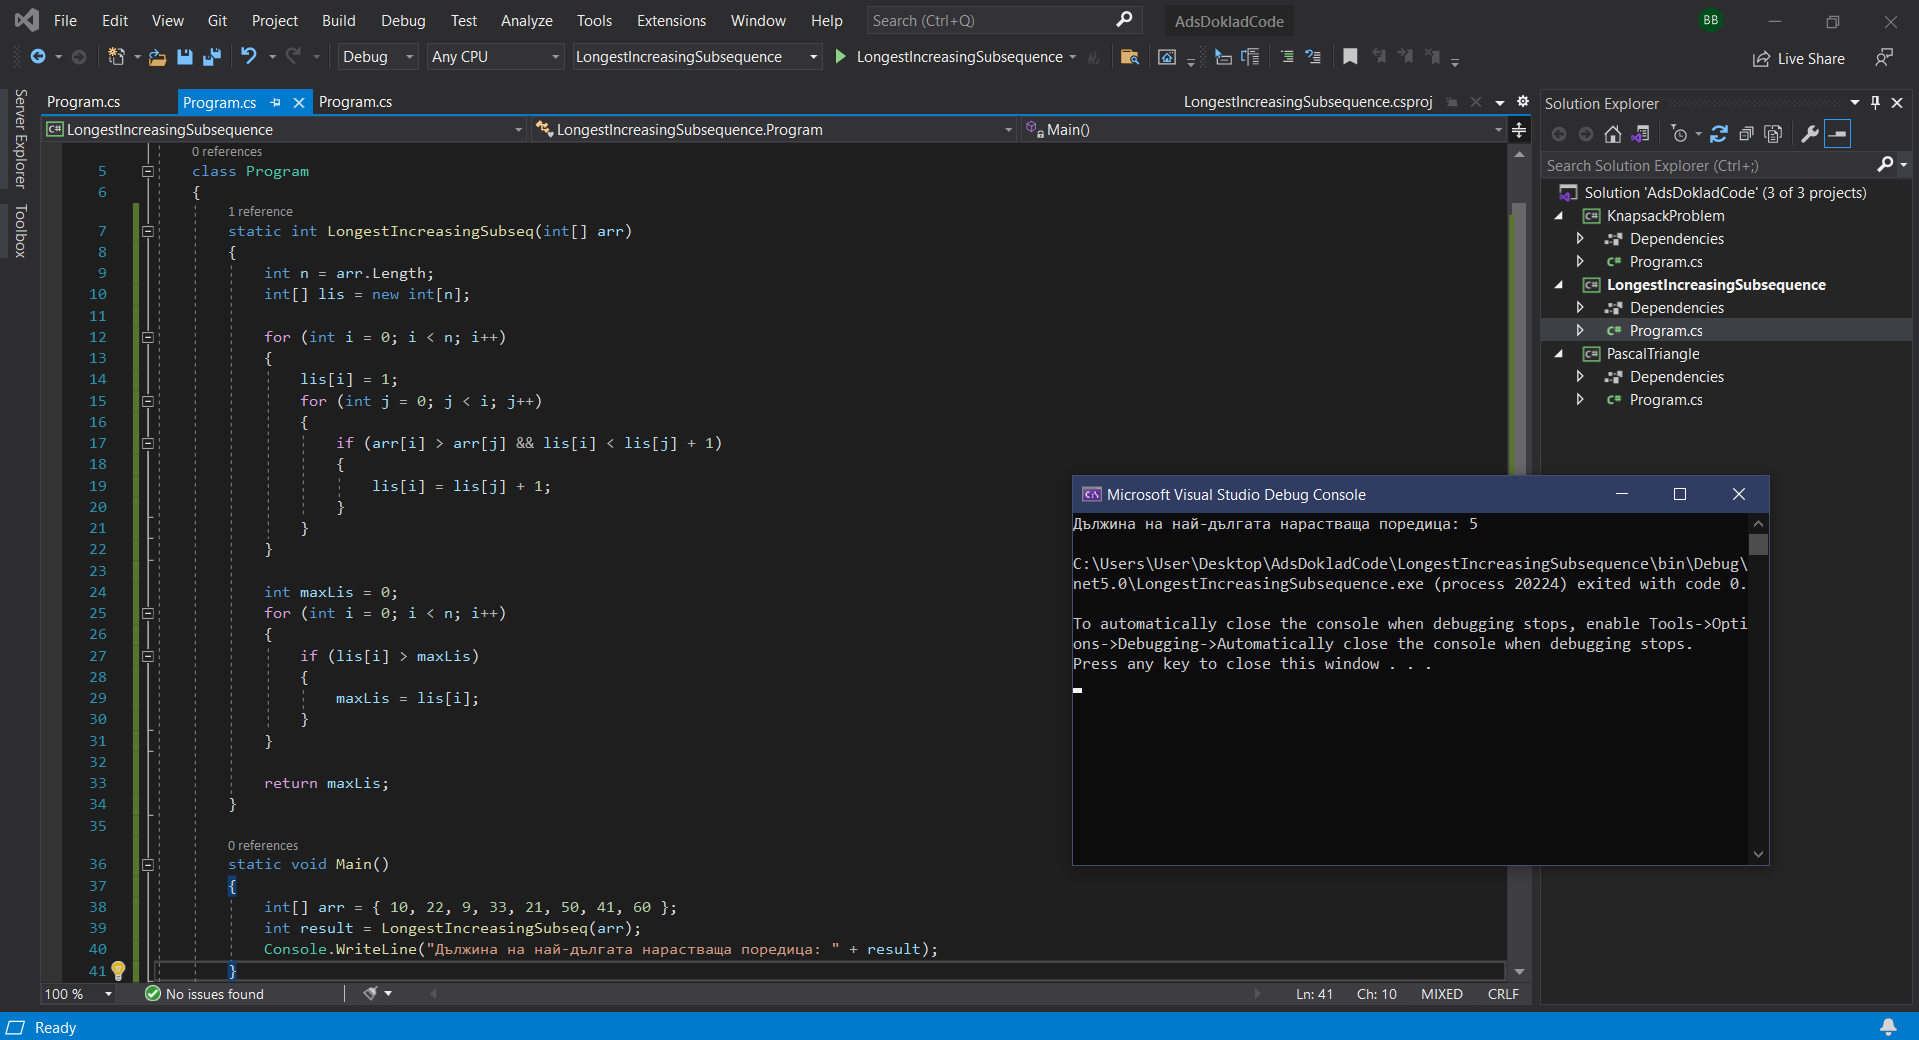 File Edit View Git Project Build Debug Test Analyze Tools Extensions Window Help Search (Ctrl+Q) AdsDokladCode BB
Debug Any CPU LongestIncreasingSubsequence LongestIncreasingSubsequence Live Share
Server Explorer
Toolbox
Program.cs Program.cs Program.cs LongestIncreasingSubsequence.csproj
C# LongestIncreasingSubsequence LongestIncreasingSubsequence.Program Main()
0 references
5 class Program
6 {
1 reference
7 static int LongestIncreasingSubseq(int[] arr)
8 {
9 int n = arr.Length;
10 int[] lis = new int[n];
11
12 for (int i = 0; i < n; i++)
13 {
14 lis[i] = 1;
15 for (int j = 0; j < i; j++)
16 {
17 if (arr[i] > arr[j] && lis[i] < lis[j] + 1)
18 {
19 lis[i] = lis[j] + 1;
20 }
21 }
22 }
23
24 int maxLis = 0;
25 for (int i = 0; i < n; i++)
26 {
27 if (lis[i] > maxLis)
28 {
29 maxLis = lis[i];
30 }
31 }
32
33 return maxLis;
34 }
35
0 references
36 static void Main()
37 {
38 int[] arr = { 10, 22, 9, 33, 21, 50, 41, 60 };
39 int result = LongestIncreasingSubseq(arr);
40 Console.WriteLine("Дължина на най-дългата нарастваща поредица: " + result);
41 }
100 % No issues found Ln: 41 Ch: 10 MIXED CRLF
Microsoft Visual Studio Debug Console
Дължина на най-дългата нарастваща поредица: 5
C:\Users\User\Desktop\AdsDokladCode\LongestIncreasingSubsequence\bin\Debug\
net5.0\LongestIncreasingSubsequence.exe (process 20224) exited with code 0.
To automatically close the console when debugging stops, enable Tools->Opti
ons->Debugging->Automatically close the console when debugging stops.
Press any key to close this window . . .
Solution Explorer
Search Solution Explorer (Ctrl+;)
Solution 'AdsDokladCode' (3 of 3 projects)
C# KnapsackProblem
Dependencies
C# Program.cs
C# LongestIncreasingSubsequence
Dependencies
C# Program.cs
C# PascalTriangle
Dependencies
C# Program.cs
Ready